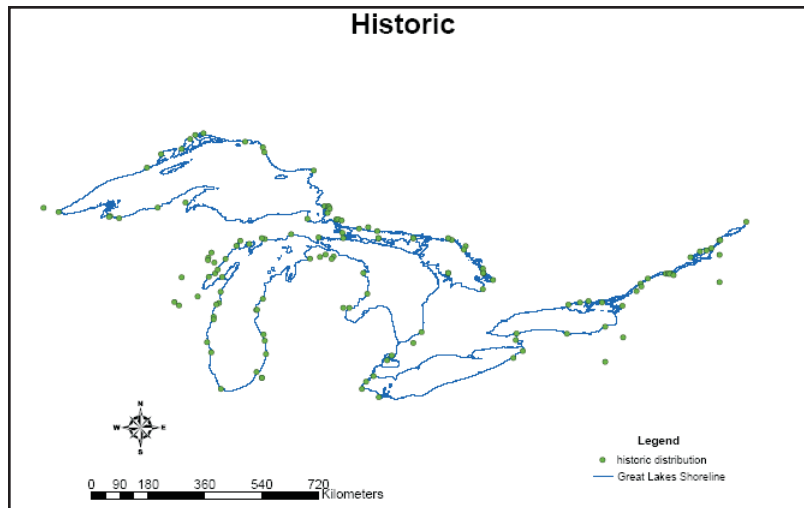 Historic
N
W E
S
Legend
historic distribution
Great Lakes Shoreline
0 90 180 360 540 720
Kilometers